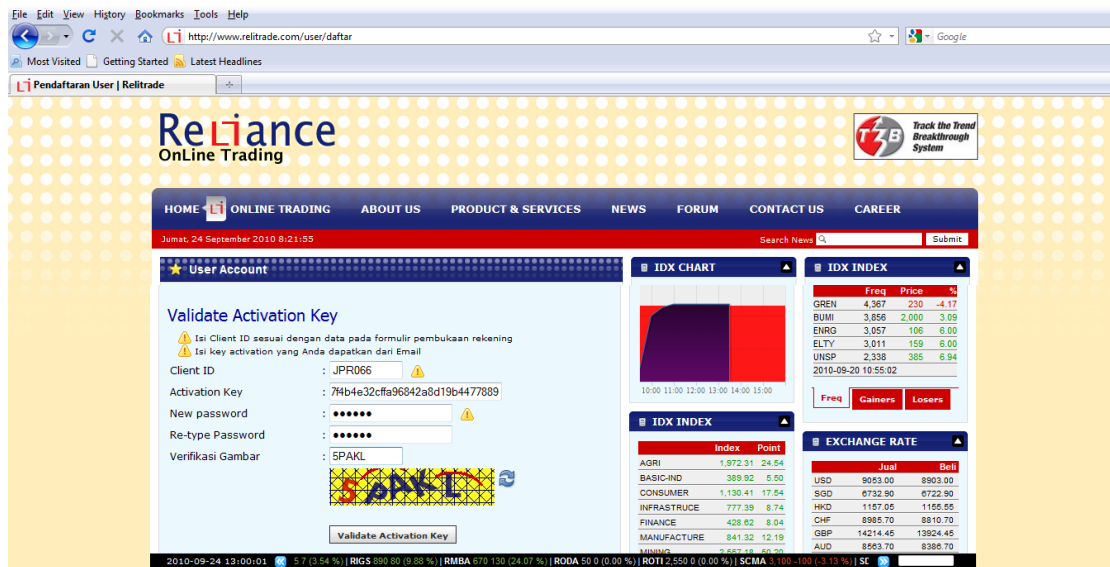 File Edit View History Bookmarks Tools Help
http://www.relitrade.com/user/daftar
Google
Most Visited Getting Started Latest Headlines
Pendaftaran User | Relitrade
Reliance
OnLine Trading
TZB
Track the Trend
Breakthrough
System
HOME Li ONLINE TRADING ABOUT US PRODUCT & SERVICES NEWS FORUM CONTACT US CAREER
Jumat, 24 September 2010 8:21:55
Search News Submit
User Account
Validate Activation Key
Isi Client ID sesuai dengan data pada formulir pembukaan rekening
Isi key activation yang Anda dapatkan dari Email
Client ID : JPR066
Activation Key : 7f4b4e32cffa96842a8d19b4477889
New password : ●●●●●●
Re-type Password : ●●●●●●
Verifikasi Gambar : 5PAKL
5PAKL
Validate Activation Key
IDX CHART
10:00 11:00 12:00 13:00 14:00 15:00
IDX INDEX
Index Point
AGRI 1,972.31 24.54
BASIC-IND 389.92 5.50
CONSUMER 1,130.41 17.54
INFRASTRUCE 777.39 8.74
FINANCE 428.62 8.04
MANUFACTURE 841.32 12.19
MINING 2,557.18 50.20
IDX INDEX
Freq Price %
GREN 4,367 230 -4.17
BUMI 3,856 2,000 3.09
ENRG 3,057 106 6.00
ELTY 3,011 159 6.00
UNSP 2,338 385 6.94
2010-09-20 10:55:02
Freq Gainers Losers
EXCHANGE RATE
Jual Beli
USD 9053.00 8903.00
SGD 6732.90 6722.90
HKD 1157.05 1155.55
CHF 8985.70 8810.70
GBP 14214.45 13924.45
AUD 8563.70 8386.70
2010-09-24 13:00:01 5 7 (3.54 %) | RIGS 890 80 (9.88 %) | RMBA 670 130 (24.07 %) | RODA 50 0 (0.00 %) | ROTI 2,550 0 (0.00 %) | SCMA 3,100 -100 (-3.13 %) |